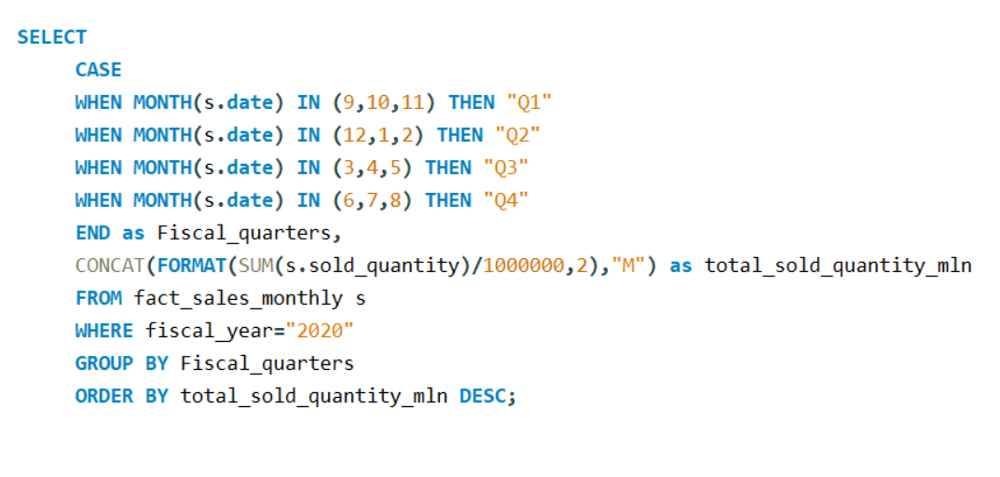 SELECT
CASE
WHEN MONTH(s.date) IN (9,10,11) THEN "Q1"
WHEN MONTH(s.date) IN (12,1,2) THEN "Q2"
WHEN MONTH(s.date) IN (3,4,5) THEN "Q3"
WHEN MONTH(s.date) IN (6,7,8) THEN "Q4"
END as Fiscal_quarters,
CONCAT(FORMAT(SUM(s.sold_quantity)/1000000,2),"M") as total_sold_quantity_mln
FROM fact_sales_monthly s
WHERE fiscal_year="2020"
GROUP BY Fiscal_quarters
ORDER BY total_sold_quantity_mln DESC;